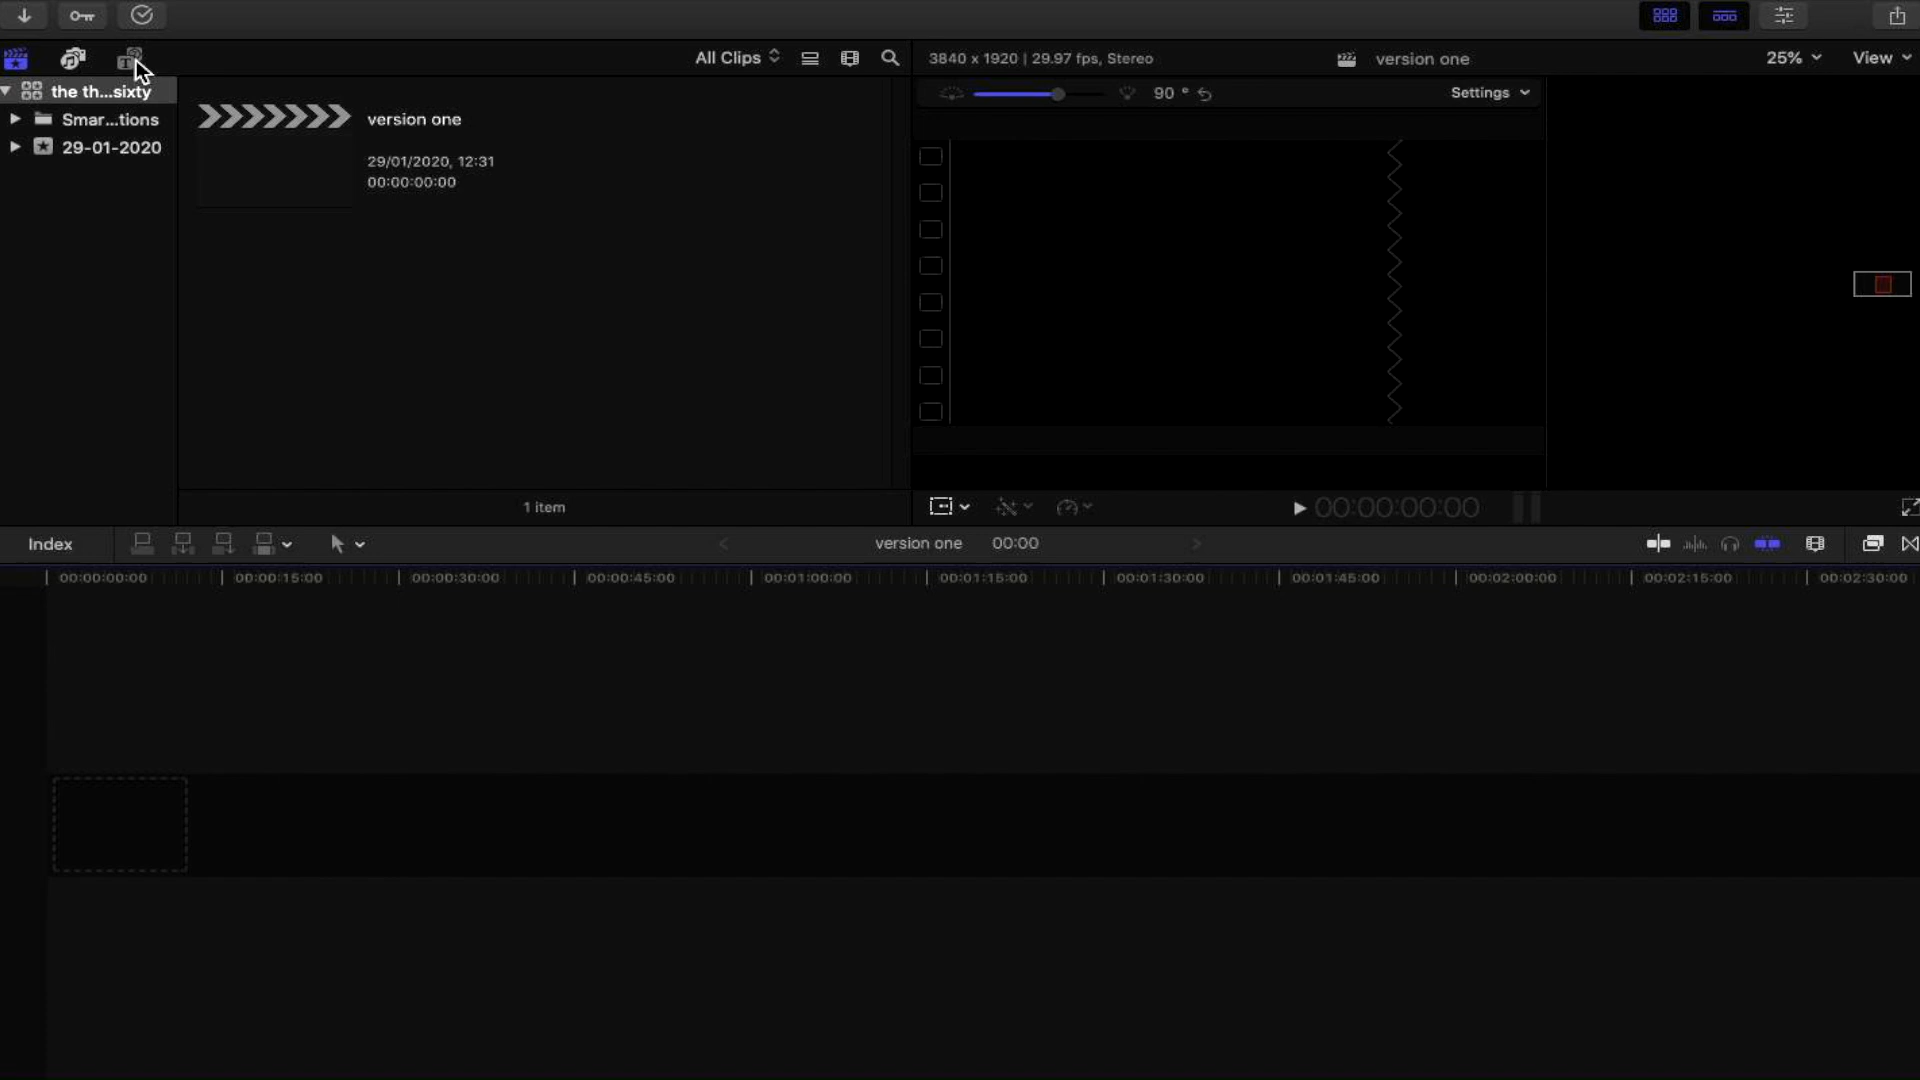 All Clips
3840 x 1920 | 29.97 fps, Stereo
version one
25%
View
the th...sixty
Smar...tions
29-01-2020
version one
29/01/2020, 12:31
00:00:00:00
90 °
Settings
1 item
00:00:00:00
Index
version one
00:00
00:00:00:00
00:00:15:00
00:00:30:00
00:00:45:00
00:01:00:00
00:01:15:00
00:01:30:00
00:01:45:00
00:02:00:00
00:02:15:00
00:02:30:00